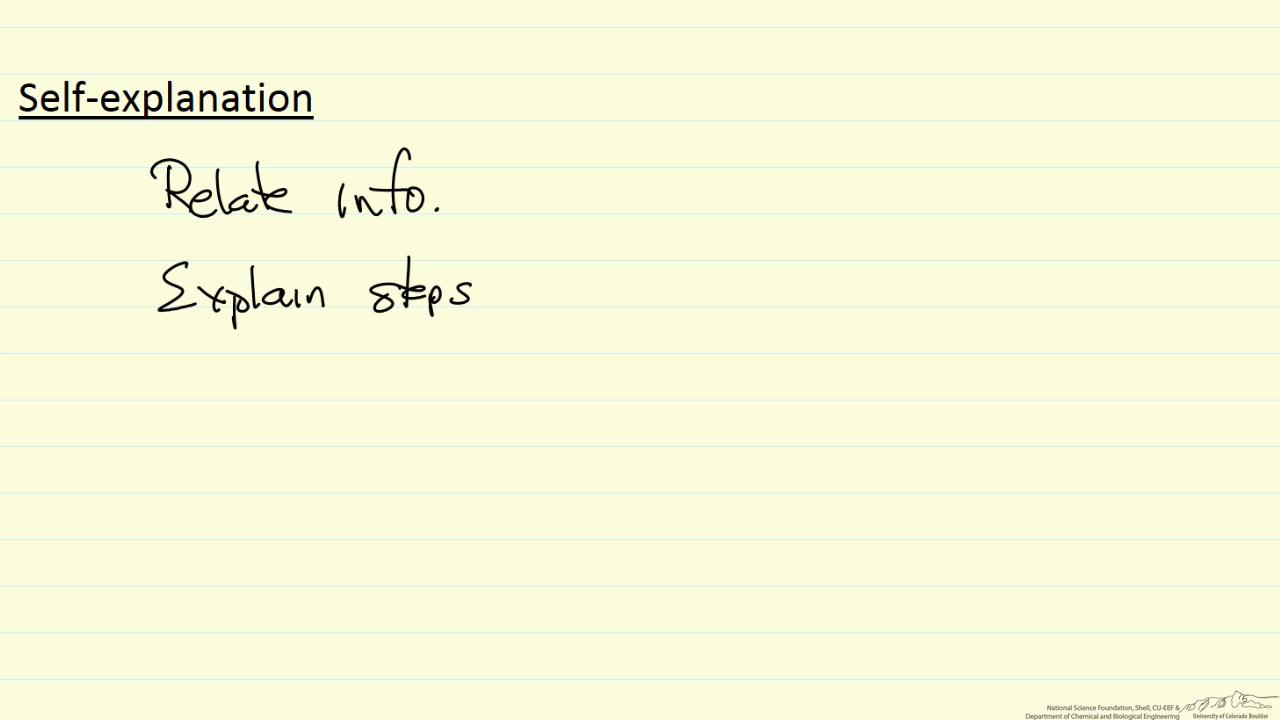 Self-explanation
Relate info.
Explain steps
National Science Foundation, Shell, CU-EEF &
Department of Chemical and Biological Engineering
University of Colorado Boulder